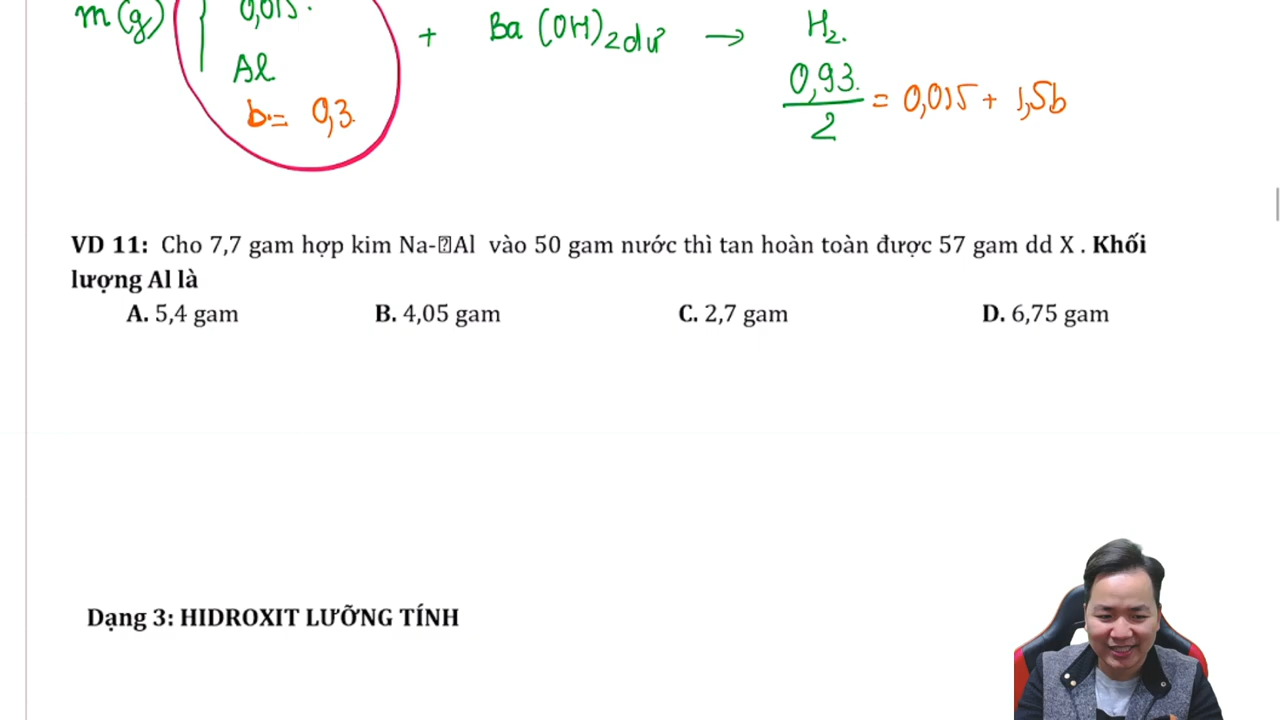 m(g) { 0,015. + Ba(OH)₂ dư → H₂.
Al
0,93/2 = 0,015 + 1,5b
b = 0,3
VD 11: Cho 7,7 gam hợp kim Na-Al vào 50 gam nước thì tan hoàn toàn được 57 gam dd X . Khối
lượng Al là
A. 5,4 gam B. 4,05 gam C. 2,7 gam D. 6,75 gam
Dạng 3: HIDROXIT LƯỠNG TÍNH